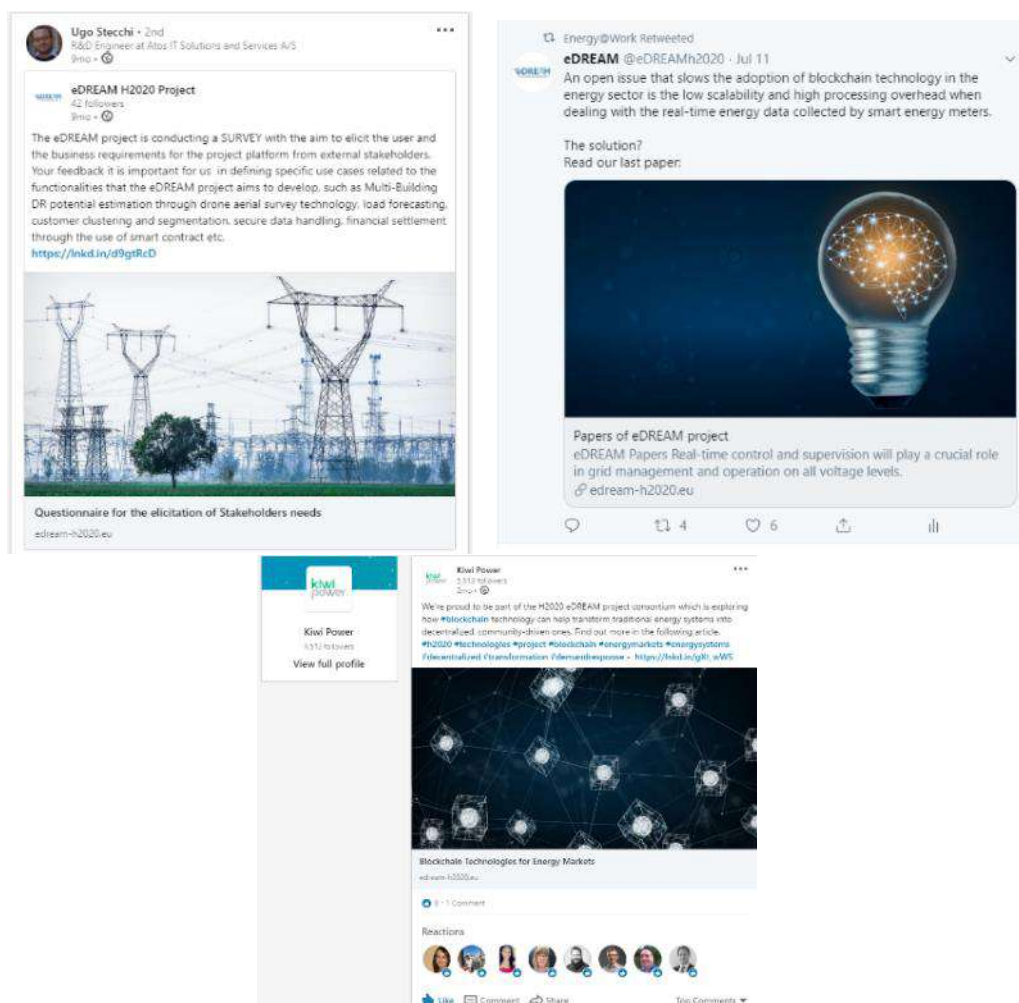 Ugo Stecchi • 2nd
R&D Engineer at Atos IT Solutions and Services A/S
9mo •
eDREAM H2020 Project
42 followers
9mo •
The eDREAM project is conducting a SURVEY with the aim to elicit the user and
the business requirements for the project platform from external stakeholders.
Your feedback it is important for us in defining specific use cases related to the
functionalities that the eDREAM project aims to develop, such as Multi-Building
DR potential estimation through drone aerial survey technology, load forecasting,
customer clustering and segmentation, secure data handling, financial settlement
through the use of smart contract etc.
https://lnkd.in/d9gtRcD
Questionnaire for the elicitation of Stakeholders needs
edream-h2020.eu
Energy@Work Retweeted
eDREAM @eDREAMh2020 · Jul 11
An open issue that slows the adoption of blockchain technology in the
energy sector is the low scalability and high processing overhead when
dealing with the real-time energy data collected by smart energy meters.
The solution?
Read our last paper:
Papers of eDREAM project
eDREAM Papers Real-time control and supervision will play a crucial role
in grid management and operation on all voltage levels.
edream-h2020.eu
4 6
kiwi
power
Kiwi Power
followers
View full profile
Kiwi Power
followers
2mo •
We're proud to be part of the H2020 eDREAM project consortium which is exploring
how #blockchain technology can help transform traditional energy systems into
decentralized, community-driven ones. Find out more in the following article.
#h2020 #technologies #project #blockchain #energymarkets #energysystems
#decentralized #transformation #demandresponse -
Blockchain Technologies for Energy Markets
edream-h2020.eu
8 · 1 Comment
Reactions
Like Comment Share Top Comments